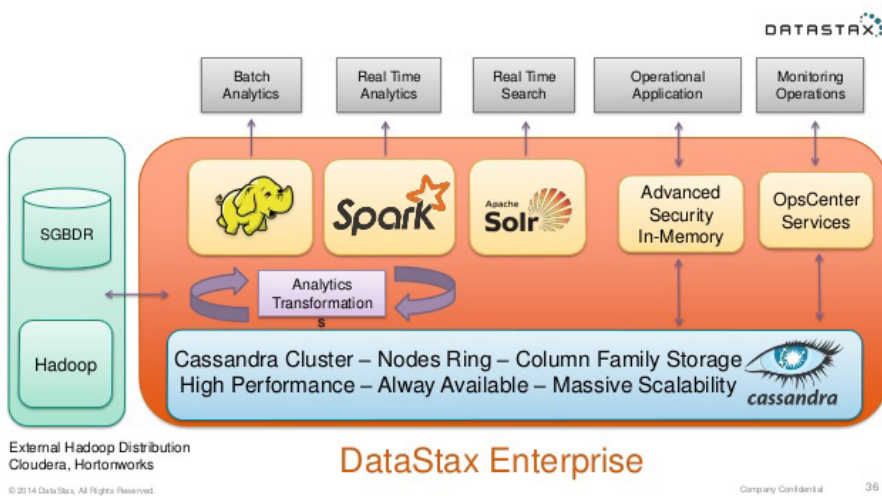 DATASTAX
Batch
Analytics
Real Time
Analytics
Real Time
Search
Operational
Application
Monitoring
Operations
SGBDR
Hadoop
Spark
Apache
Solr
Advanced
Security
In-Memory
OpsCenter
Services
Analytics
Transformation
s
Cassandra Cluster – Nodes Ring – Column Family Storage
High Performance – Alway Available – Massive Scalability
cassandra
External Hadoop Distribution
Cloudera, Hortonworks
DataStax Enterprise
© 2014 DataStax, All Rights Reserved.
Company Confidential
36